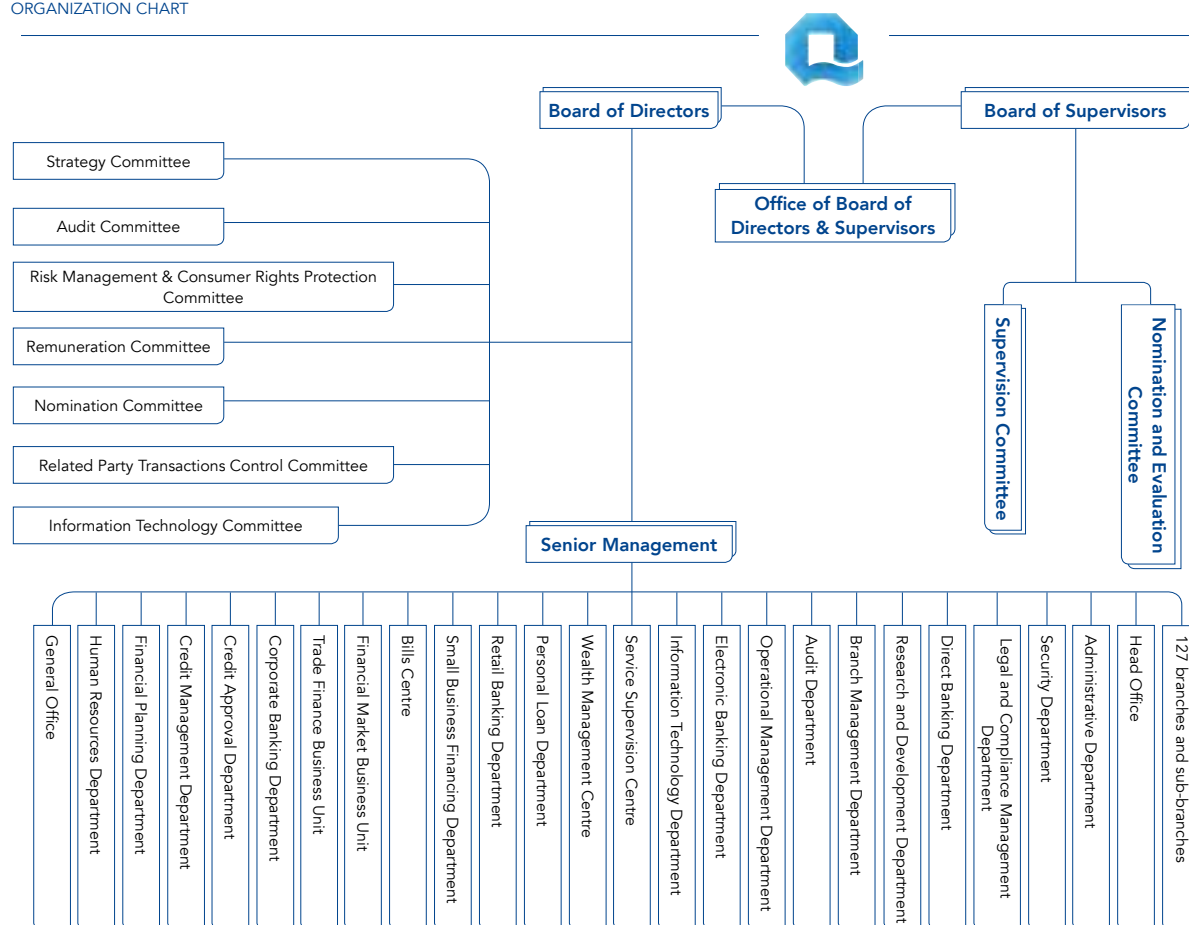 ORGANIZATION CHART
Board of Directors
Board of Supervisors
Strategy Committee
Office of Board of
Directors & Supervisors
Audit Committee
Risk Management & Consumer Rights Protection
Committee
Remuneration Committee
Nomination Committee
Related Party Transactions Control Committee
Information Technology Committee
Supervision Committee
Nomination and Evaluation
Committee
Senior Management
General Office
Human Resources Department
Financial Planning Department
Credit Management Department
Credit Approval Department
Corporate Banking Department
Trade Finance Business Unit
Financial Market Business Unit
Bills Centre
Small Business Financing Department
Retail Banking Department
Personal Loan Department
Wealth Management Centre
Service Supervision Centre
Information Technology Department
Electronic Banking Department
Operational Management Department
Audit Department
Branch Management Department
Research and Development Department
Direct Banking Department
Legal and Compliance Management
Department
Security Department
Administrative Department
Head Office
127 branches and sub-branches